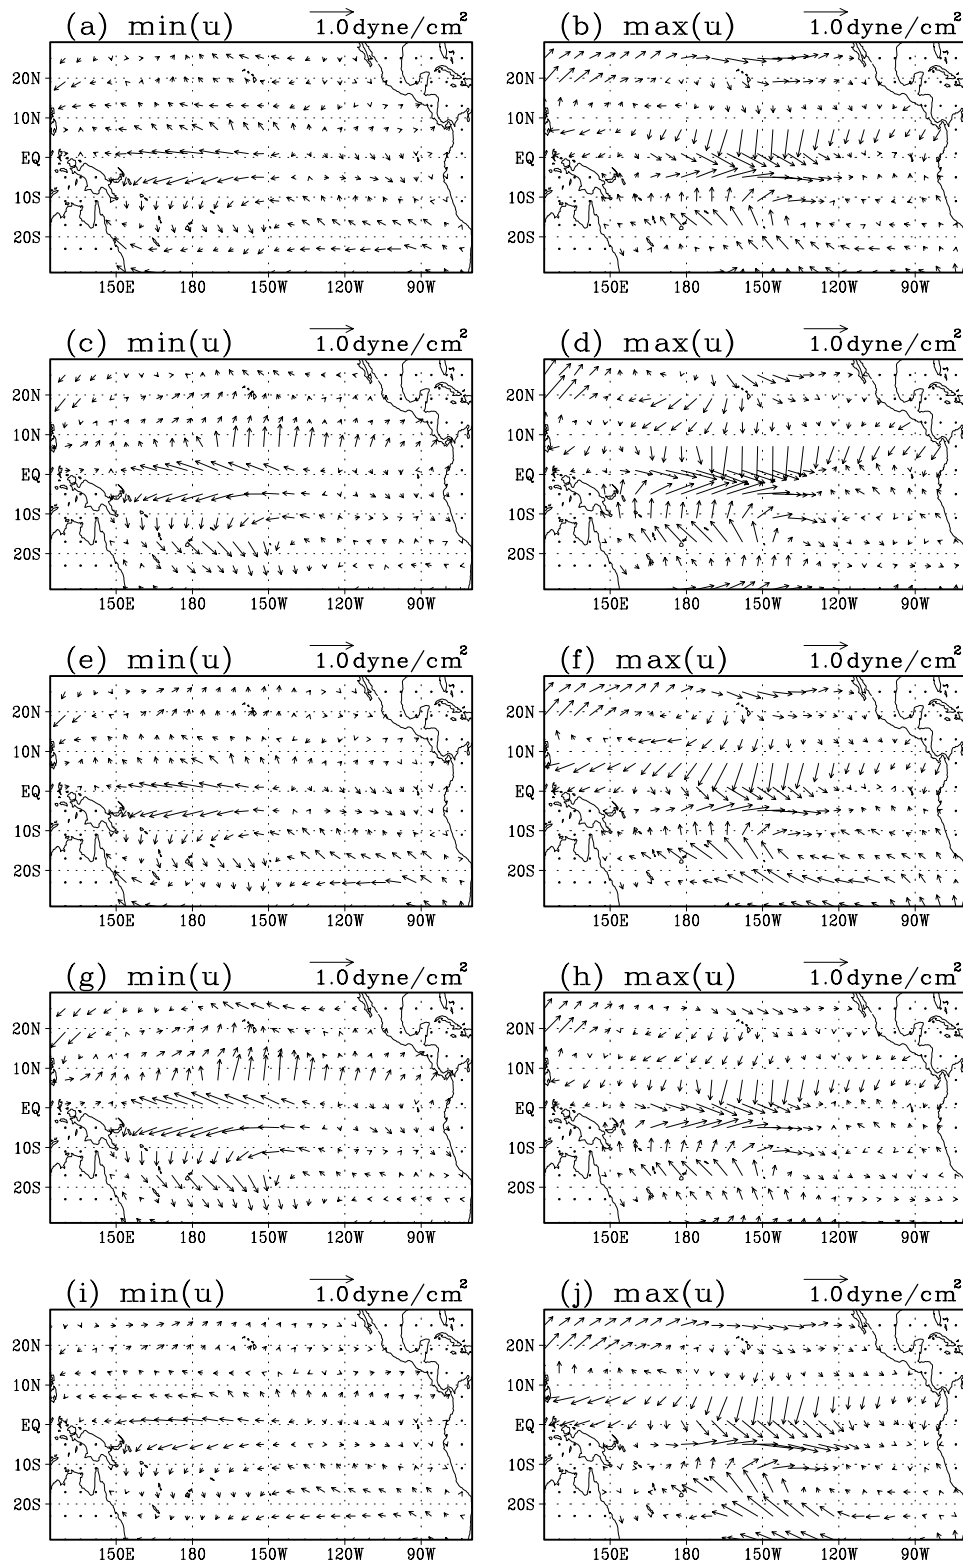 (a) min(u) 1.0dyne/cm² (b) max(u) 1.0dyne/cm²
20N 20N
10N 10N
EQ EQ
10S 10S
20S 20S
150E 180 150W 120W 90W 150E 180 150W 120W 90W
(c) min(u) 1.0dyne/cm² (d) max(u) 1.0dyne/cm²
20N 20N
10N 10N
EQ EQ
10S 10S
20S 20S
150E 180 150W 120W 90W 150E 180 150W 120W 90W
(e) min(u) 1.0dyne/cm² (f) max(u) 1.0dyne/cm²
20N 20N
10N 10N
EQ EQ
10S 10S
20S 20S
150E 180 150W 120W 90W 150E 180 150W 120W 90W
(g) min(u) 1.0dyne/cm² (h) max(u) 1.0dyne/cm²
20N 20N
10N 10N
EQ EQ
10S 10S
20S 20S
150E 180 150W 120W 90W 150E 180 150W 120W 90W
(i) min(u) 1.0dyne/cm² (j) max(u) 1.0dyne/cm²
20N 20N
10N 10N
EQ EQ
10S 10S
20S 20S
150E 180 150W 120W 90W 150E 180 150W 120W 90W